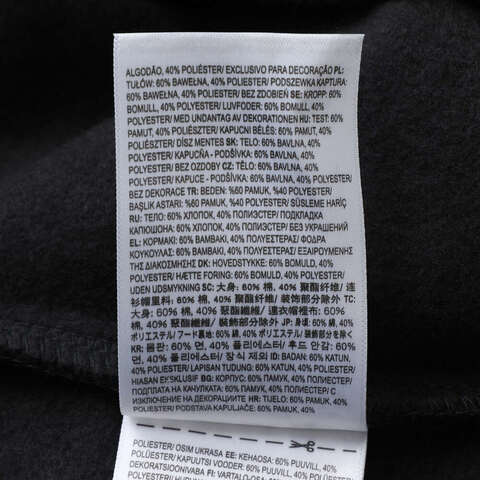 ALGODÃO, 40% POLIÉSTER/ EXCLUSIVO PARA DECORAÇÃO PL:
TUŁÓW: 60% BAWEŁNA, 40% POLIESTER/ PODSZEWKA KAPTURA:
60% BAWEŁNA, 40% POLIESTER/ BEZ ZDOBIEŃ SE: KROPP: 60%
BOMULL, 40% POLYESTER/ LUVFODER: 60% BOMULL, 40%
POLYESTER/ MED UNDANTAG AV DEKORATIONEN HU: TEST: 60%
PAMUT, 40% POLIÉSZTER/ KAPUCNI BÉLÉS: 60% PAMUT, 40%
POLIÉSZTER/ DÍSZ MENTES SK: TELO: 60% BAVLNA, 40%
POLYESTER/ KAPUCŇA - PODŠÍVKA: 60% BAVLNA, 40%
POLYESTER/ BEZ OZDOBY CZ: TĚLO: 60% BAVLNA, 40%
POLYESTER/ KAPUCE - PODŠÍVKA: 60% BAVLNA, 40% POLYESTER/
BEZ DEKORACE TR: BEDEN: %60 PAMUK, %40 POLYESTER/
BAŞLIK ASTARI: %60 PAMUK, %40 POLYESTER/ SÜSLEME HARİÇ
RU: ТЕЛО: 60% ХЛОПОК, 40% ПОЛИЭСТЕР/ ПОДКЛАДКА
КАПЮШОНА: 60% ХЛОПОК, 40% ПОЛИЭСТЕР/ БЕЗ УКРАШЕНИЙ
EL: ΚΟΡΜΑΚΙ: 60% ΒΑΜΒΑΚΙ, 40% ΠΟΛΥΕΣΤΕΡΑΣ/ ΦΟΔΡΑ
ΚΟΥΚΟΥΛΑΣ: 60% ΒΑΜΒΑΚΙ, 40% ΠΟΛΥΕΣΤΕΡΑΣ/ ΕΞΑΙΡΟΥΜΕΝΗΣ
ΤΗΣ ΔΙΑΚΟΣΜΗΣΗΣ DK: HOVEDSTYKKE: 60% BOMULD, 40%
POLYESTER/ HÆTTE FORING: 60% BOMULD, 40% POLYESTER/
UDEN UDSMYKNING SC: 大身: 60% 棉, 40% 聚酯纤维/ 连
衫帽里料: 60% 棉, 40% 聚酯纤维/ 装饰部分除外 TC:
大身: 60% 棉, 40% 聚酯纖維/ 連衣帽裡布: 60%
棉, 40% 聚酯纖維/ 裝飾部分除外 JP: 身頃: 60% 綿, 40%
ポリエステル/ フード裏地: 60% 綿, 40% ポリエステル/ 装飾部分を除く
KR: 몸판: 60% 면, 40% 폴리에스터/ 후드 안감: 60%
면, 40% 폴리에스터/ 장식 제외 ID: BADAN: 60% KATUN,
40% POLIESTER/ LAPISAN TUDUNG: 60% KATUN, 40% POLIESTER/
HIASAN EKSKLUSIF BG: КОРПУС: 60% ПАМУК, 40% ПОЛИЕСТЕР/
ПОДПЛАТА НА КАЧУЛКАТА: 60% ПАМУК, 40% ПОЛИЕСТЕР/ С
ИЗКЛЮЧЕНИЕ НА ДЕКОРАЦИИТЕ HR: TIJELO: 60% PAMUK, 40%
POLIESTER/ PODSTAVA KAPULJAČE: 60% PAMUK, 40%
POLIESTER/ OSIM UKRASA EE: KEHAOSA: 60% PUUVILL, 40%
POLÜESTER/ KAPUUTSI VOODER: 60% PUUVILL, 40% POLÜESTER/
DEKORATSIOONIVABA FI: VARTALO-OSA: 60%